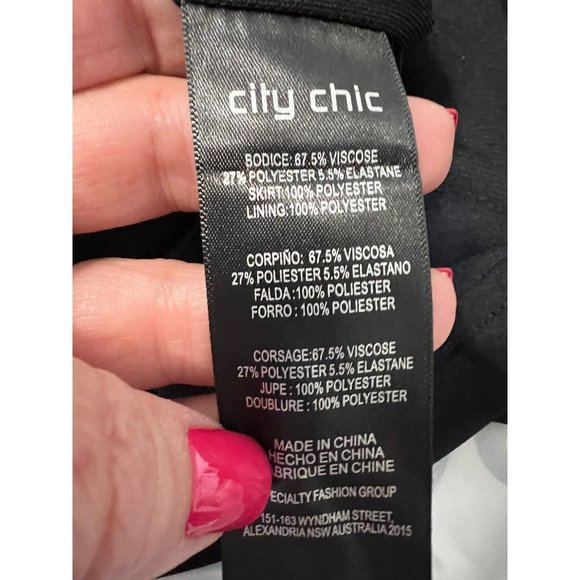 city chic
BODICE: 67.5% VISCOSE
27% POLYESTER 5.5% ELASTANE
SKIRT:100% POLYESTER
LINING:100% POLYESTER
CORPIÑO: 67.5% VISCOSA
27% POLIESTER 5.5% ELASTANO
FALDA:100% POLIESTER
FORRO : 100% POLIESTER
CORSAGE:67.5% VISCOSE
27% POLYESTER 5.5% ELASTANE
JUPE : 100% POLYESTER
DOUBLURE : 100% POLYESTER
MADE IN CHINA
HECHO EN CHINA
ABRIQUE EN CHINE
ECIALTY FASHION GROUP
151-163 WYNDHAM STREET,
ALEXANDRIA NSW AUSTRALIA 2015